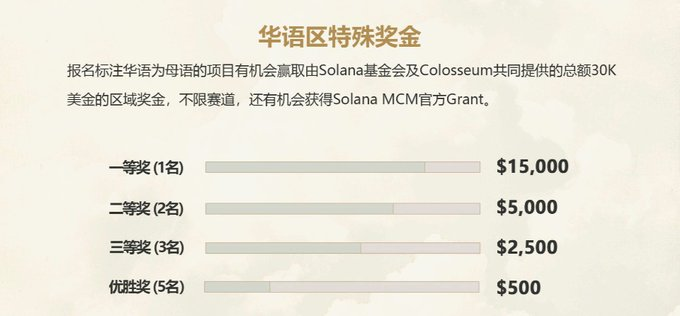 华语区特殊奖金
报名标注华语为母语的项目有机会赢取由Solana基金会及Colosseum共同提供的总额30K
美金的区域奖金，不限赛道，还有机会获得Solana MCM官方Grant。
一等奖 (1名) $15,000
二等奖 (2名) $5,000
三等奖 (3名) $2,500
优胜奖 (5名) $500